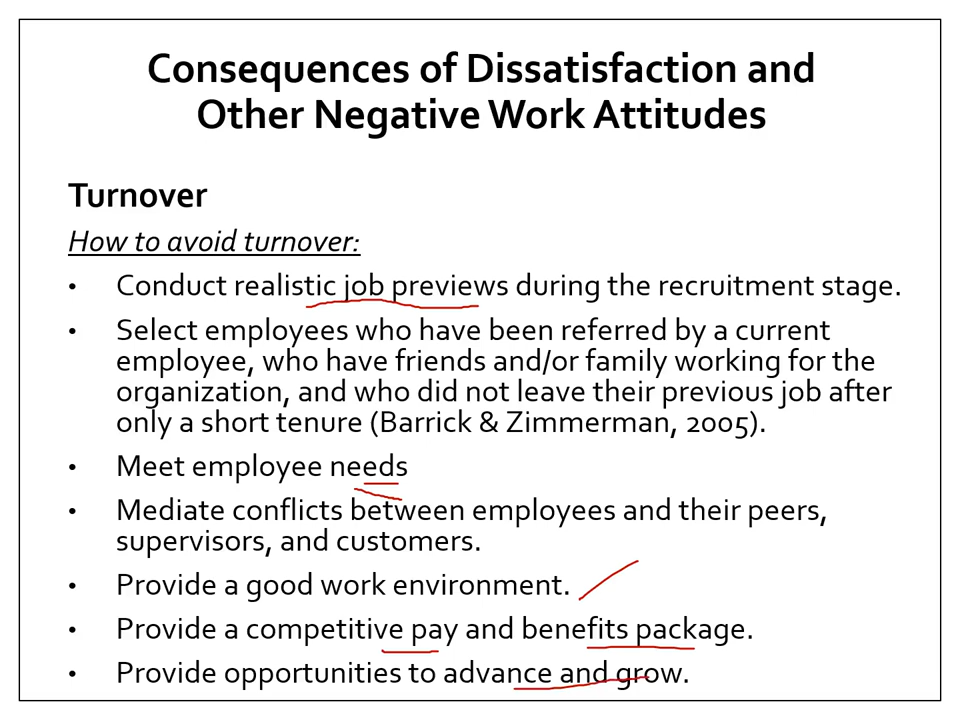 Consequences of Dissatisfaction and
Other Negative Work Attitudes
Turnover
How to avoid turnover:
• Conduct realistic job previews during the recruitment stage.
• Select employees who have been referred by a current
employee, who have friends and/or family working for the
organization, and who did not leave their previous job after
only a short tenure (Barrick & Zimmerman, 2005).
• Meet employee needs
• Mediate conflicts between employees and their peers,
supervisors, and customers.
• Provide a good work environment.
• Provide a competitive pay and benefits package.
• Provide opportunities to advance and grow.